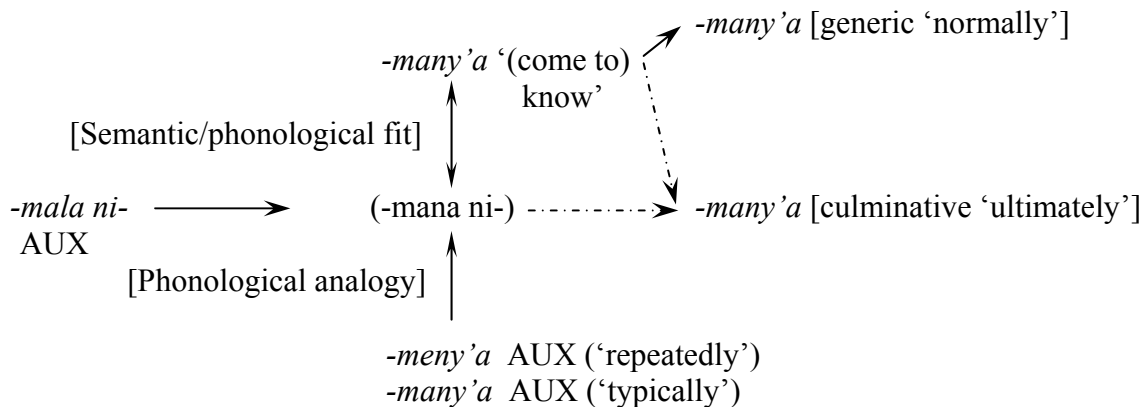 -many’a [generic ‘normally’]
-many’a ‘(come to)
know’
[Semantic/phonological fit]
-mala ni-
(-mana ni-)
-many’a [culminative ‘ultimately’]
AUX
[Phonological analogy]
-meny’a AUX (‘repeatedly’)
-many’a AUX (‘typically’)